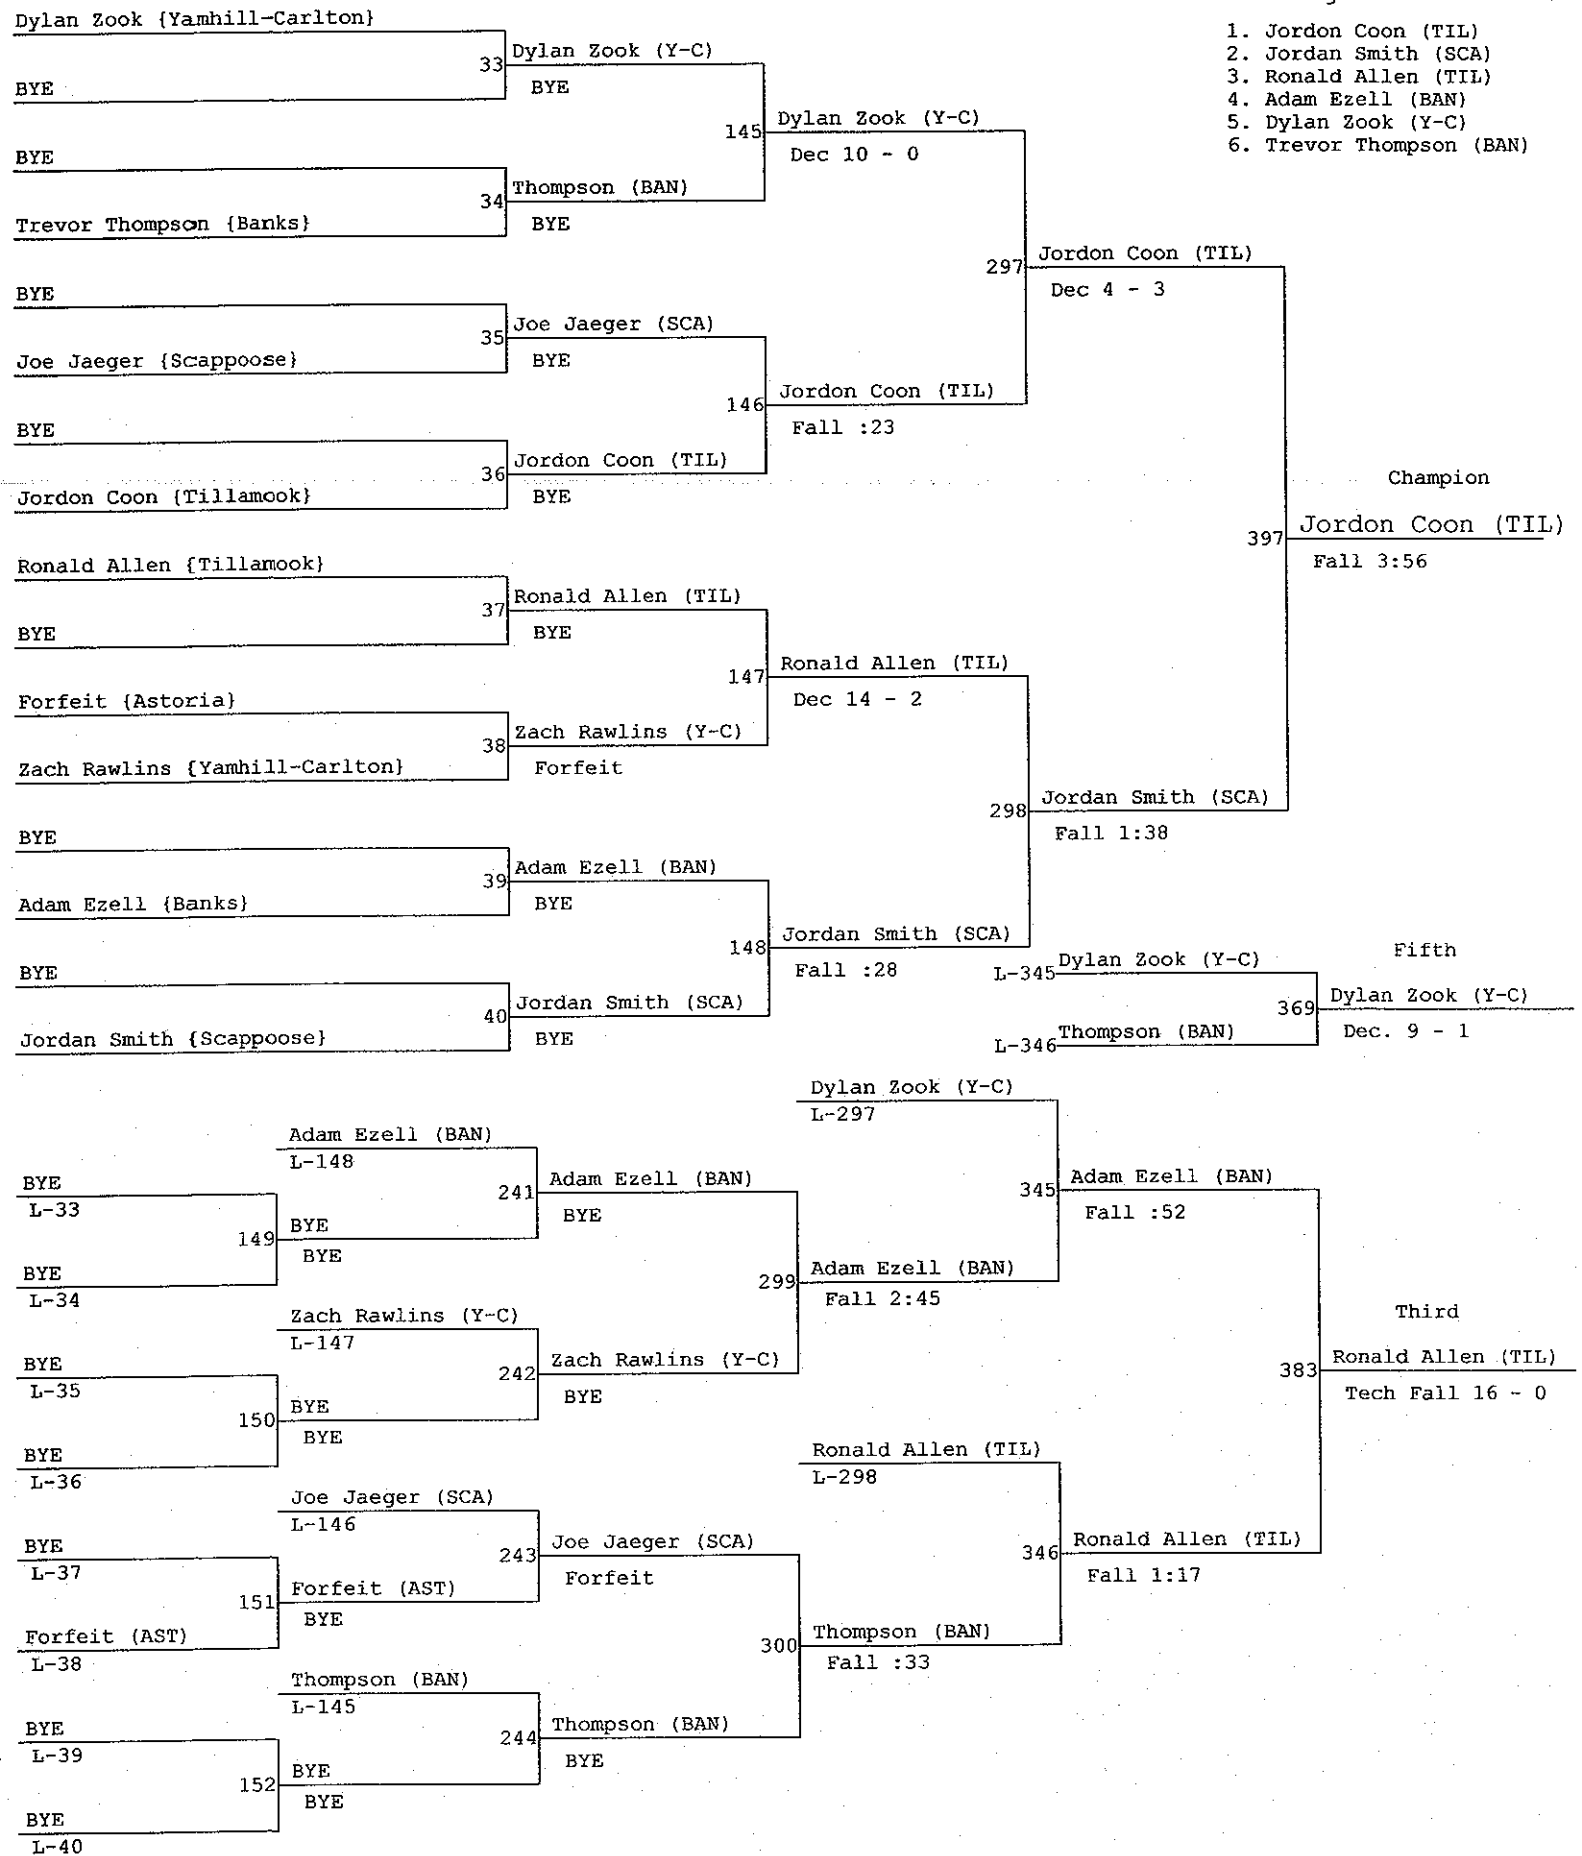 1. Jordon Coon (TIL)
2. Jordan Smith (SCA)
3. Ronald Allen (TIL)
4. Adam Ezell (BAN)
5. Dylan Zook (Y-C)
6. Trevor Thompson (BAN)
Dylan Zook {Yamhill-Carlton}
33 Dylan Zook (Y-C)
BYE
BYE
145 Dylan Zook (Y-C)
Dec 10 - 0
BYE
34 Thompson (BAN)
BYE
Trevor Thompson {Banks}
297 Jordon Coon (TIL)
Dec 4 - 3
BYE
35 Joe Jaeger (SCA)
BYE
Joe Jaeger {Scappoose}
146 Jordon Coon (TIL)
Fall :23
BYE
36 Jordon Coon (TIL)
BYE
Jordon Coon {Tillamook}
Champion
397 Jordon Coon (TIL)
Fall 3:56
Ronald Allen {Tillamook}
37 Ronald Allen (TIL)
BYE
BYE
147 Ronald Allen (TIL)
Dec 14 - 2
Forfeit {Astoria}
38 Zach Rawlins (Y-C)
Forfeit
Zach Rawlins {Yamhill-Carlton}
298 Jordan Smith (SCA)
Fall 1:38
BYE
39 Adam Ezell (BAN)
BYE
Adam Ezell {Banks}
148 Jordan Smith (SCA)
Fall :28
BYE
40 Jordan Smith (SCA)
BYE
Jordan Smith {Scappoose}
L-345 Dylan Zook (Y-C)
Fifth
369 Dylan Zook (Y-C)
Dec. 9 - 1
L-346 Thompson (BAN)
Dylan Zook (Y-C)
L-297
Adam Ezell (BAN)
L-148
BYE
L-33
241 Adam Ezell (BAN)
BYE
345 Adam Ezell (BAN)
Fall :52
149 BYE
BYE
BYE
L-34
299 Adam Ezell (BAN)
Fall 2:45
Zach Rawlins (Y-C)
L-147
Third
BYE
L-35
242 Zach Rawlins (Y-C)
BYE
383 Ronald Allen (TIL)
Tech Fall 16 - 0
150 BYE
BYE
BYE
L-36
Ronald Allen (TIL)
L-298
Joe Jaeger (SCA)
L-146
BYE
L-37
243 Joe Jaeger (SCA)
Forfeit
346 Ronald Allen (TIL)
Fall 1:17
151 Forfeit (AST)
BYE
Forfeit (AST)
L-38
300 Thompson (BAN)
Fall :33
Thompson (BAN)
L-145
BYE
L-39
244 Thompson (BAN)
BYE
152 BYE
BYE
BYE
L-40